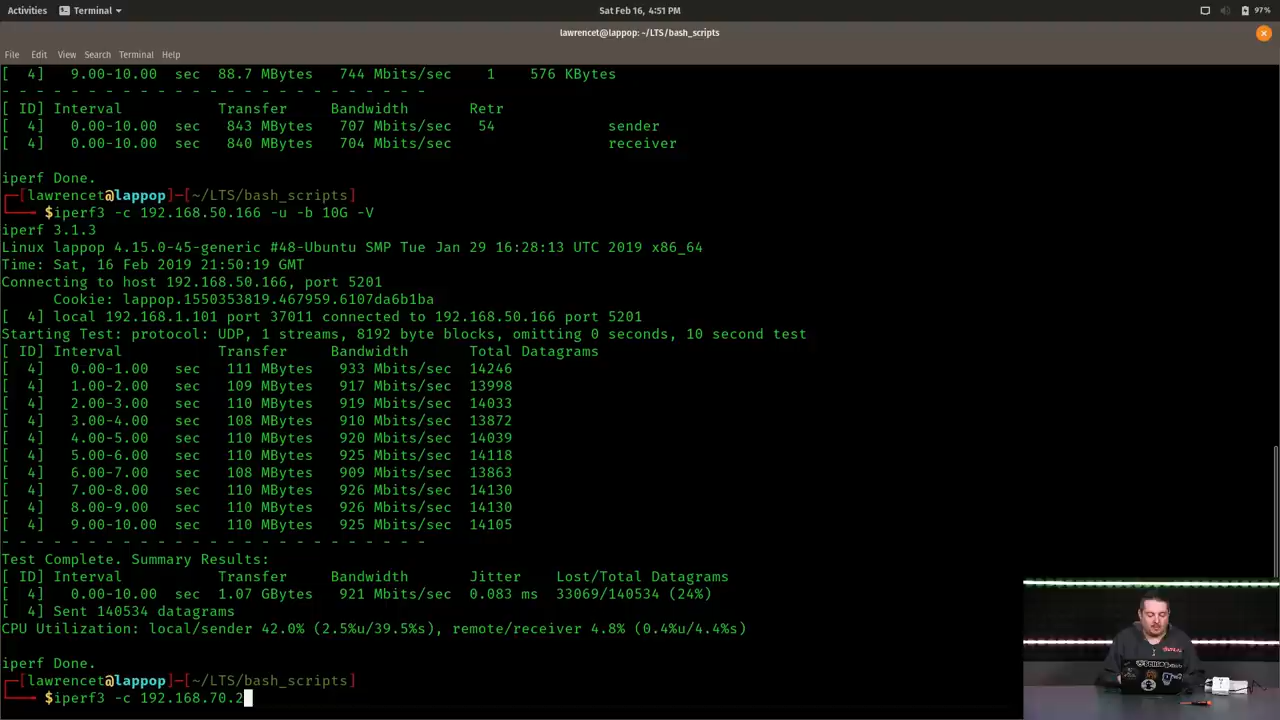 Activities Terminal Sat Feb 16, 4:51 PM 97%
lawrencet@lappop: ~/LTS/bash_scripts
File Edit View Search Terminal Help
[  4]   9.00-10.00  sec  88.7 MBytes   744 Mbits/sec    1    576 KBytes
- - - - - - - - - - - - - - - - - - - - - - - - -
[ ID] Interval           Transfer     Bandwidth       Retr
[  4]   0.00-10.00  sec   843 MBytes   707 Mbits/sec   54             sender
[  4]   0.00-10.00  sec   840 MBytes   704 Mbits/sec                  receiver
iperf Done.
┌─[lawrencet@lappop]─[~/LTS/bash_scripts]
└──╼ $iperf3 -c 192.168.50.166 -u -b 10G -V
iperf 3.1.3
Linux lappop 4.15.0-45-generic #48-Ubuntu SMP Tue Jan 29 16:28:13 UTC 2019 x86_64
Time: Sat, 16 Feb 2019 21:50:19 GMT
Connecting to host 192.168.50.166, port 5201
      Cookie: lappop.1550353819.467959.6107da6b1ba
[  4] local 192.168.1.101 port 37011 connected to 192.168.50.166 port 5201
Starting Test: protocol: UDP, 1 streams, 8192 byte blocks, omitting 0 seconds, 10 second test
[ ID] Interval           Transfer     Bandwidth       Total Datagrams
[  4]   0.00-1.00   sec   111 MBytes   933 Mbits/sec  14246
[  4]   1.00-2.00   sec   109 MBytes   917 Mbits/sec  13998
[  4]   2.00-3.00   sec   110 MBytes   919 Mbits/sec  14033
[  4]   3.00-4.00   sec   108 MBytes   910 Mbits/sec  13872
[  4]   4.00-5.00   sec   110 MBytes   920 Mbits/sec  14039
[  4]   5.00-6.00   sec   110 MBytes   925 Mbits/sec  14118
[  4]   6.00-7.00   sec   108 MBytes   909 Mbits/sec  13863
[  4]   7.00-8.00   sec   110 MBytes   926 Mbits/sec  14130
[  4]   8.00-9.00   sec   110 MBytes   926 Mbits/sec  14130
[  4]   9.00-10.00  sec   110 MBytes   925 Mbits/sec  14105
- - - - - - - - - - - - - - - - - - - - - - - - -
Test Complete. Summary Results:
[ ID] Interval           Transfer     Bandwidth       Jitter    Lost/Total Datagrams
[  4]   0.00-10.00  sec  1.07 GBytes   921 Mbits/sec  0.083 ms  33069/140534 (24%)
[  4] Sent 140534 datagrams
CPU Utilization: local/sender 42.0% (2.5%u/39.5%s), remote/receiver 4.8% (0.4%u/4.4%s)
iperf Done.
┌─[lawrencet@lappop]─[~/LTS/bash_scripts]
└──╼ $iperf3 -c 192.168.70.2